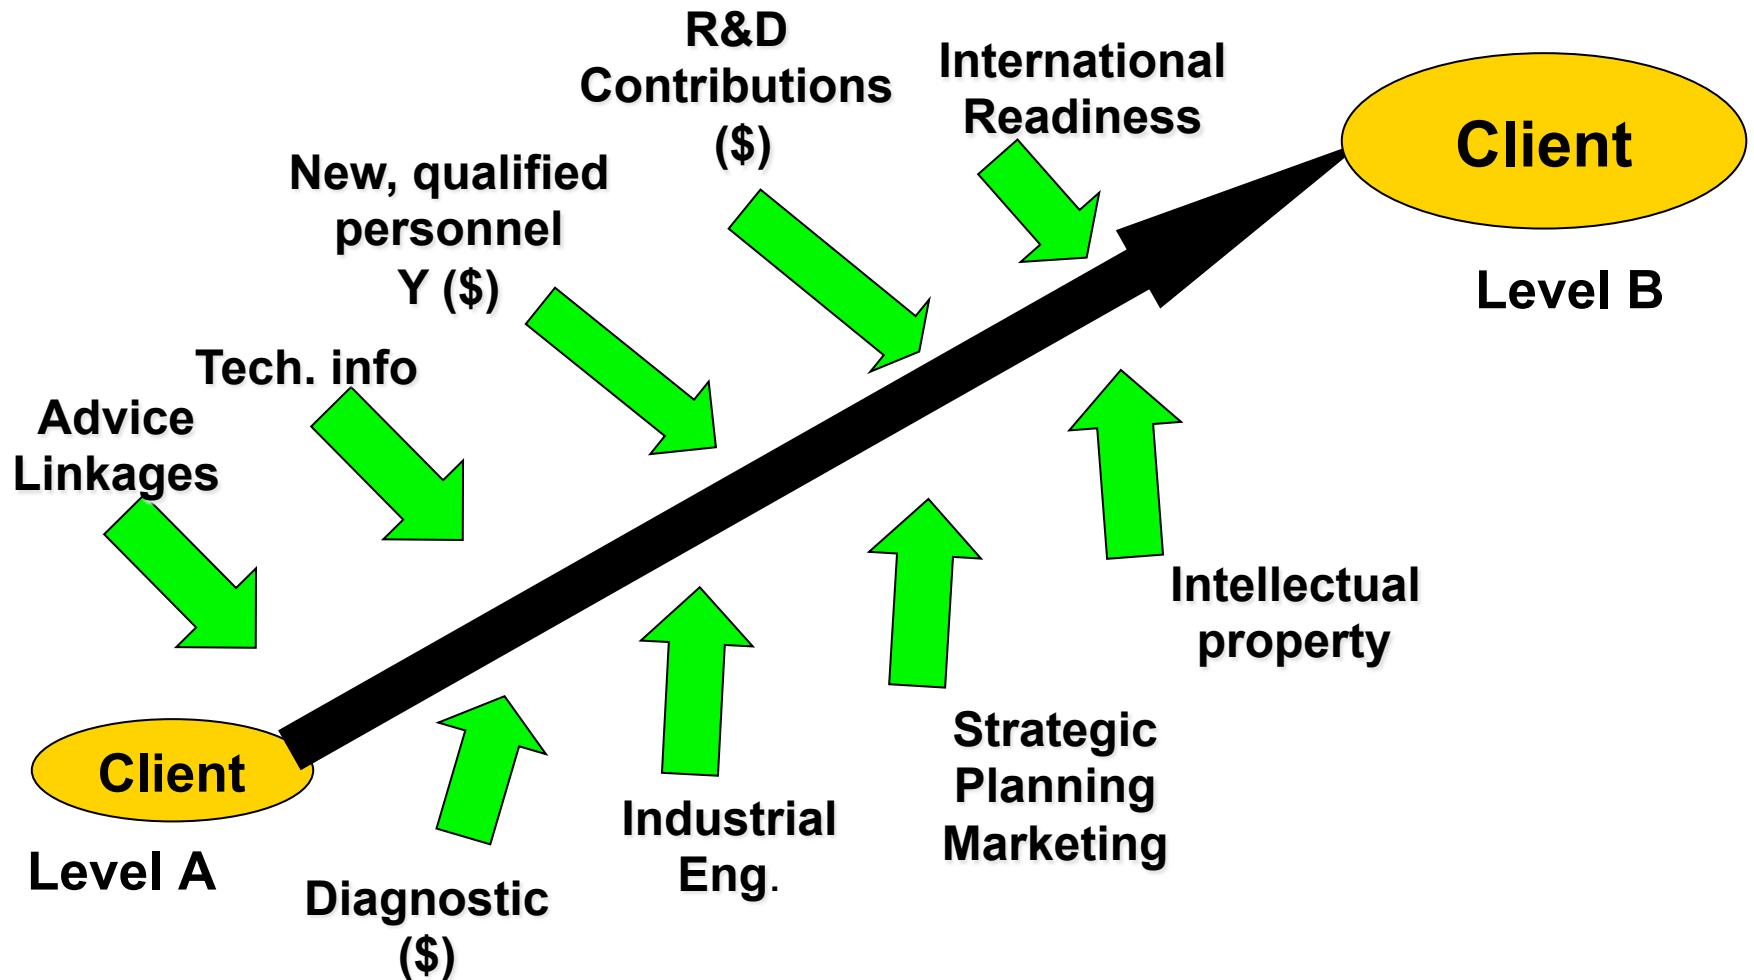 R&D
Contributions
($)
International
Readiness
Client
Level B
New, qualified
personnel
Y ($)
Tech. info
Advice
Linkages
Intellectual
property
Strategic
Planning
Marketing
Industrial
Eng.
Client
Level A
Diagnostic
($)